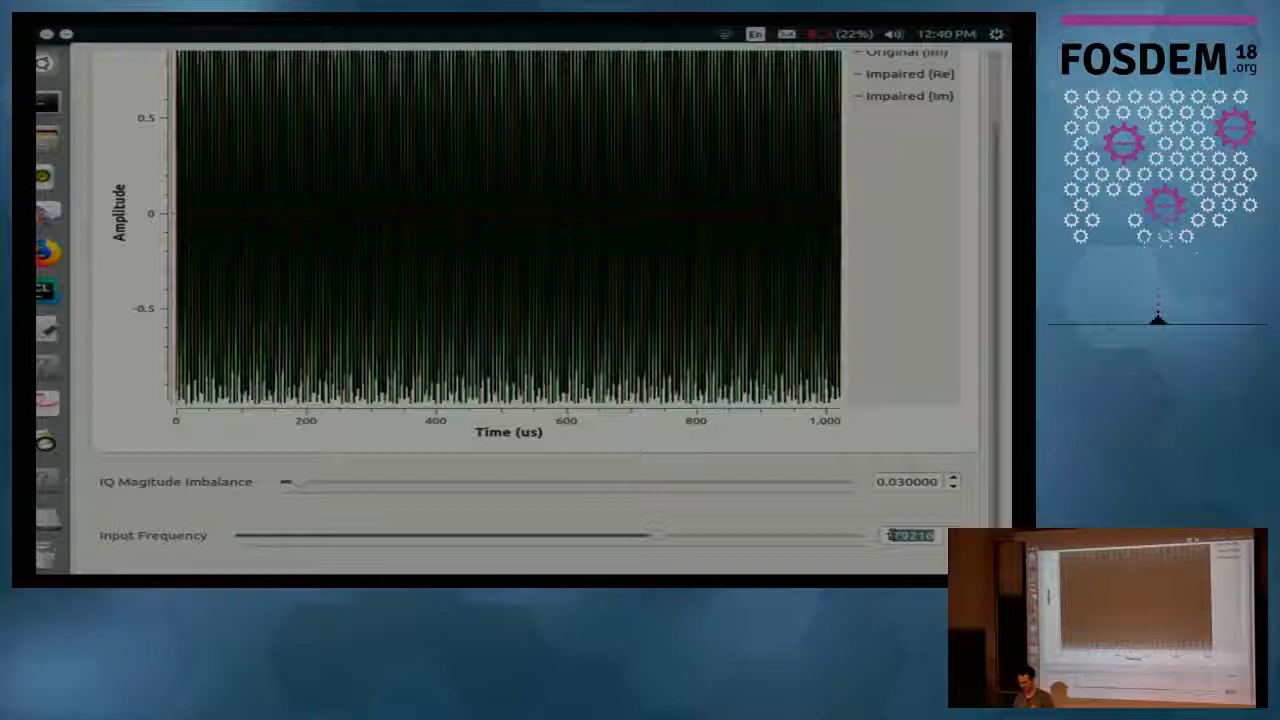 En (22%) 12:40 PM
Original (Im)
Impaired (Re)
Impaired (Im)
0.5
0
-0.5
Amplitude
0 200 400 600 800 1,000
Time (us)
IQ Magitude Imbalance 0.030000
Input Frequency
FOSDEM 18
.org